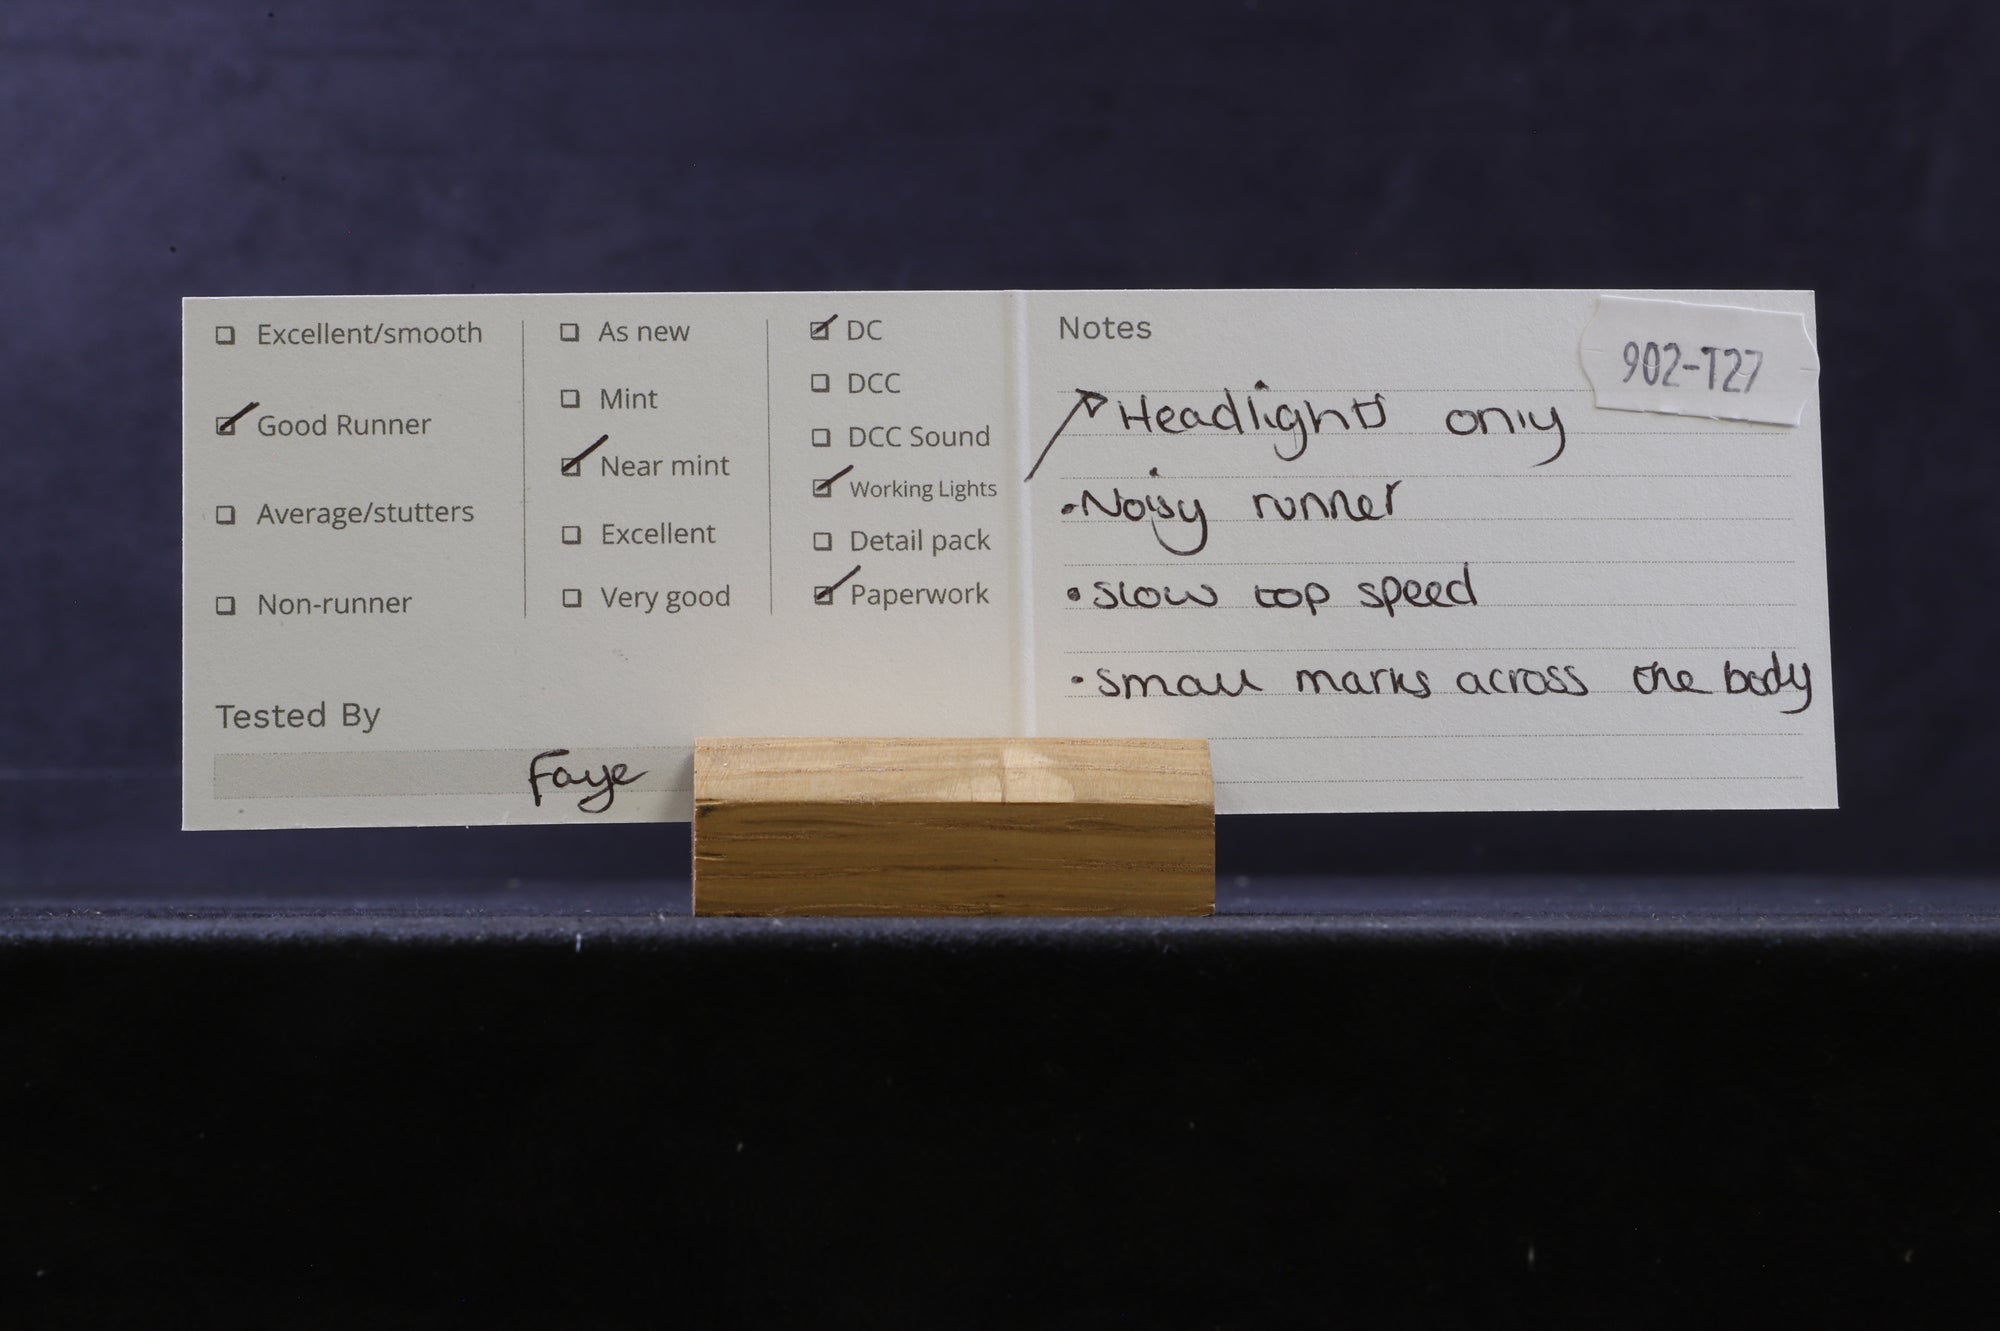 Excellent/smooth
Good Runner
Average/stutters
Non-runner
As new
Mint
Near mint
Excellent
Very good
DC
DCC
DCC Sound
Working Lights
Detail pack
Paperwork
Tested By
Faye
Notes
902-T27
Headlights only
• Noisy runner
• slow top speed
• small marks across the body